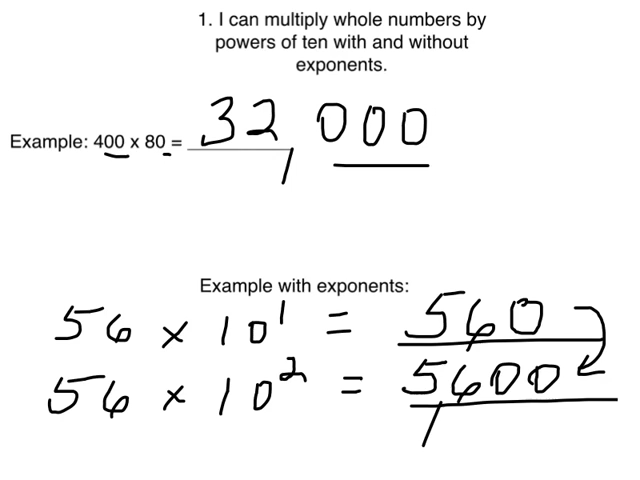 1. I can multiply whole numbers by
powers of ten with and without
exponents.
Example: 400 x 80 = 32,000
Example with exponents:
56 x 10¹ = 560
56 x 10² = 5,600